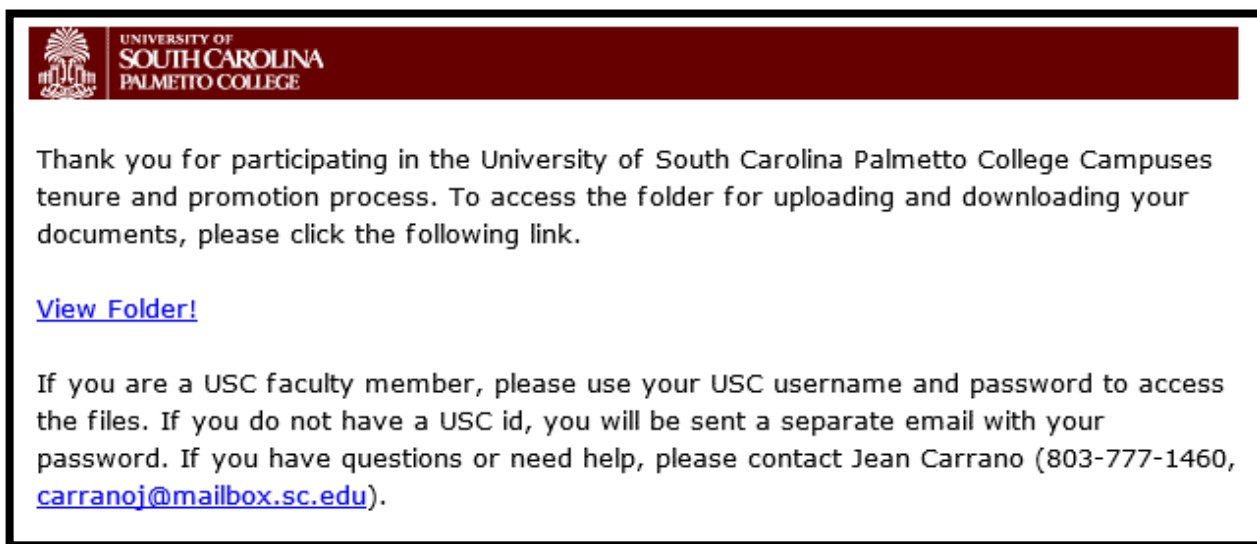 UNIVERSITY OF
SOUTH CAROLINA
PALMETTO COLLEGE
Thank you for participating in the University of South Carolina Palmetto College Campuses
tenure and promotion process. To access the folder for uploading and downloading your
documents, please click the following link.
View Folder!
If you are a USC faculty member, please use your USC username and password to access
the files. If you do not have a USC id, you will be sent a separate email with your
password. If you have questions or need help, please contact Jean Carrano (803-777-1460,
carranoj@mailbox.sc.edu).